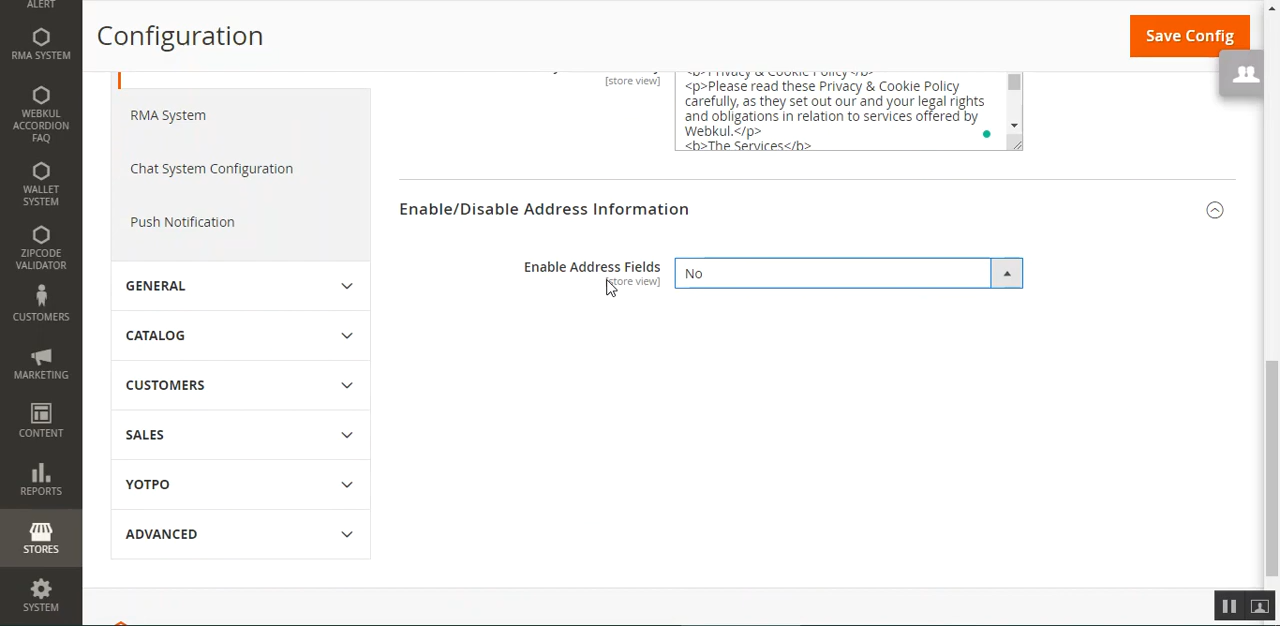 ALERT
RMA SYSTEM
WEBKUL
ACCORDION
FAQ
WALLET
SYSTEM
ZIPCODE
VALIDATOR
CUSTOMERS
MARKETING
CONTENT
REPORTS
STORES
SYSTEM
Configuration
Save Config
RMA System
Chat System Configuration
Push Notification
GENERAL
CATALOG
CUSTOMERS
SALES
YOTPO
ADVANCED
[store view]
<b>Privacy & Cookie Policy</b>
<p>Please read these Privacy & Cookie Policy
carefully, as they set out our and your legal rights
and obligations in relation to services offered by
Webkul.</p>
<b>The Services</b>
Enable/Disable Address Information
Enable Address Fields
[store view]
No